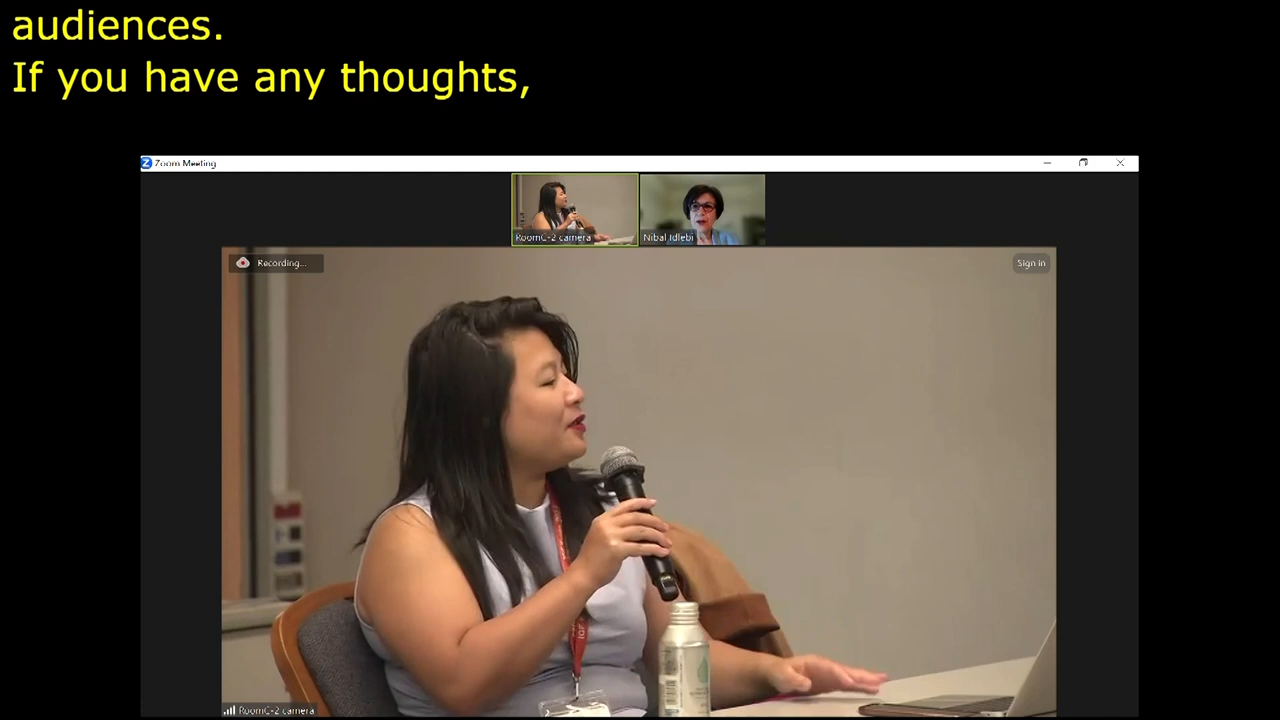 audiences.
If you have any thoughts,
Zoom Meeting
RoomC-2 camera
Nibal Idlebi
Recording...
Sign in
RoomC-2 camera